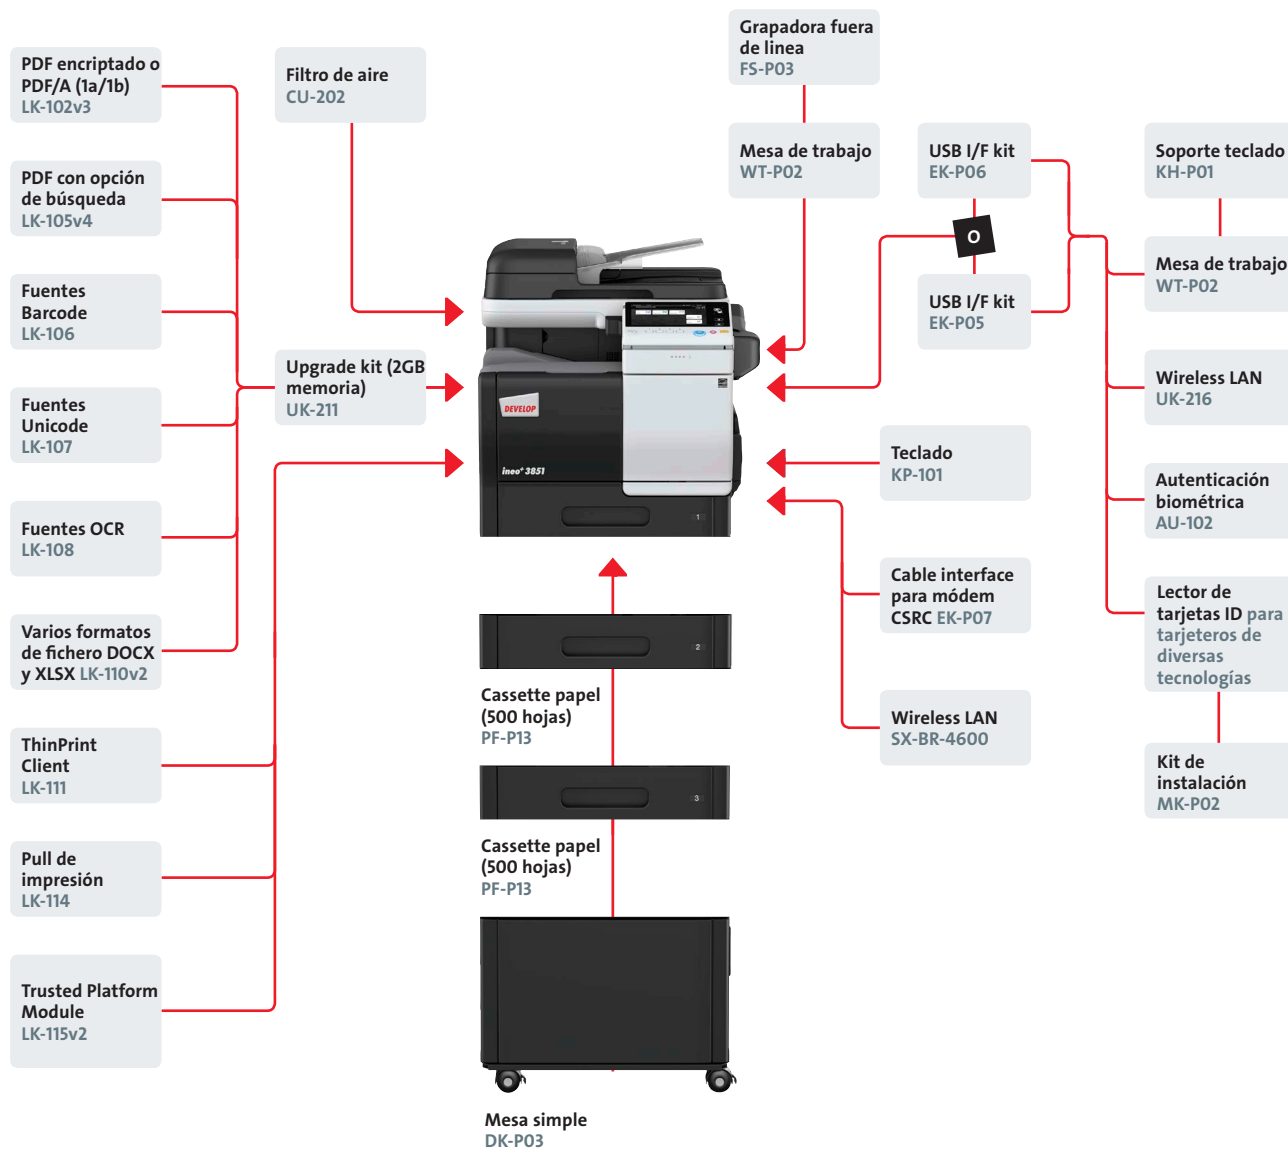 PDF encriptado o
PDF/A (1a/1b)
LK-102v3
PDF con opción
de búsqueda
LK-105v4
Fuentes
Barcode
LK-106
Fuentes
Unicode
LK-107
Fuentes OCR
LK-108
Varios formatos
de fichero DOCX
y XLSX LK-110v2
ThinPrint
Client
LK-111
Pull de
impresión
LK-114
Trusted Platform
Module
LK-115v2
Filtro de aire
CU-202
Upgrade kit (2GB
memoria)
UK-211
Grapadora fuera
de linea
FS-P03
Mesa de trabajo
WT-P02
DEVELOP
ineo+ 3851
1
2
Cassette papel
(500 hojas)
PF-P13
3
Cassette papel
(500 hojas)
PF-P13
Mesa simple
DK-P03
USB I/F kit
EK-P06
O
USB I/F kit
EK-P05
Teclado
KP-101
Cable interface
para módem
CSRC EK-P07
Wireless LAN
SX-BR-4600
Soporte teclado
KH-P01
Mesa de trabajo
WT-P02
Wireless LAN
UK-216
Autenticación
biométrica
AU-102
Lector de
tarjetas ID para
tarjeteros de
diversas
tecnologías
Kit de
instalación
MK-P02